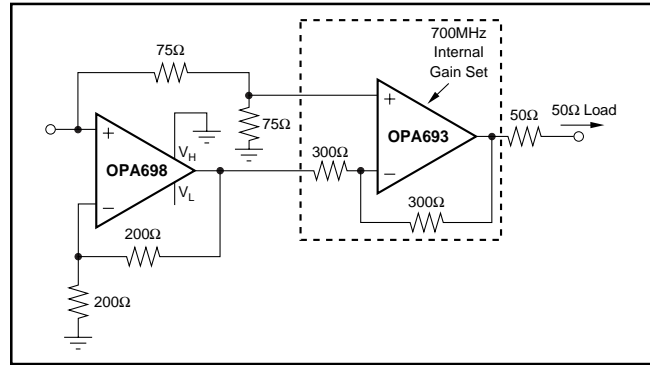 700MHz
Internal
Gain Set
75Ω
75Ω
+
−
OPA698
V_H
V_L
300Ω
+
−
OPA693
50Ω
50Ω Load
300Ω
200Ω
200Ω